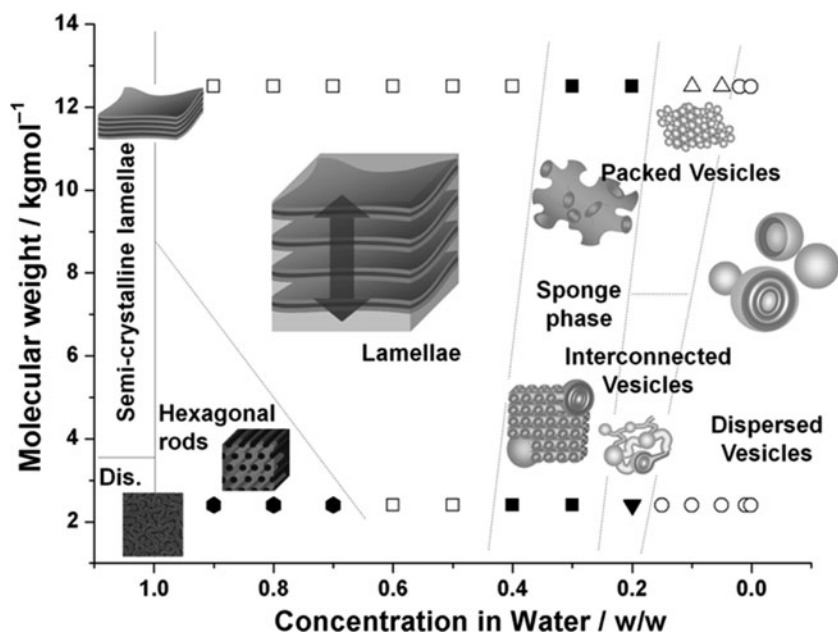 14
12
10
8
6
4
2
Molecular weight / kgmol⁻¹
Semi-crystalline lamellae
Dis.
Hexagonal
rods
Lamellae
Sponge
phase
Packed Vesicles
Interconnected
Vesicles
Dispersed
Vesicles
1.0 0.8 0.6 0.4 0.2 0.0
Concentration in Water / w/w